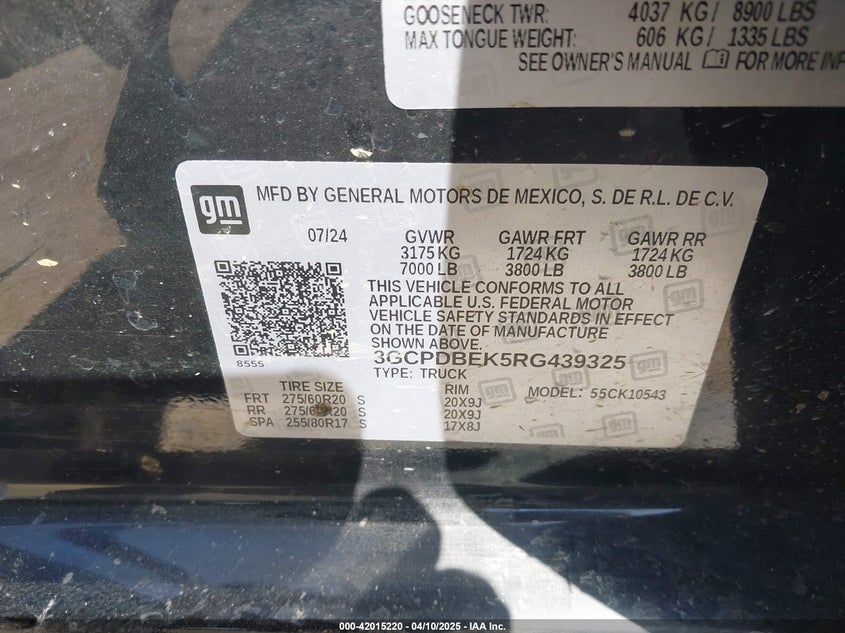 GOOSENECK TWR: 4037 KG / 8900 LBS
MAX TONGUE WEIGHT: 606 KG / 1335 LBS
SEE OWNER'S MANUAL FOR MORE INF
gm MFD BY GENERAL MOTORS DE MEXICO, S. DE R.L. DE C.V.
07/24 GVWR GAWR FRT GAWR RR
3175 KG 1724 KG 1724 KG
7000 LB 3800 LB 3800 LB
THIS VEHICLE CONFORMS TO ALL
APPLICABLE U.S. FEDERAL MOTOR
VEHICLE SAFETY STANDARDS IN EFFECT
ON THE DATE OF MANUFACTURE
SHOWN ABOVE.
8555 3GCPDBEK5RG439325
TYPE: TRUCK
TIRE SIZE RIM MODEL: 55CK10543
FRT 275/60R20 S 20X9J
RR 275/60R20 S 20X9J
SPA 255/80R17 S 17X8J
000-42015220 - 04/10/2025 - IAA Inc.